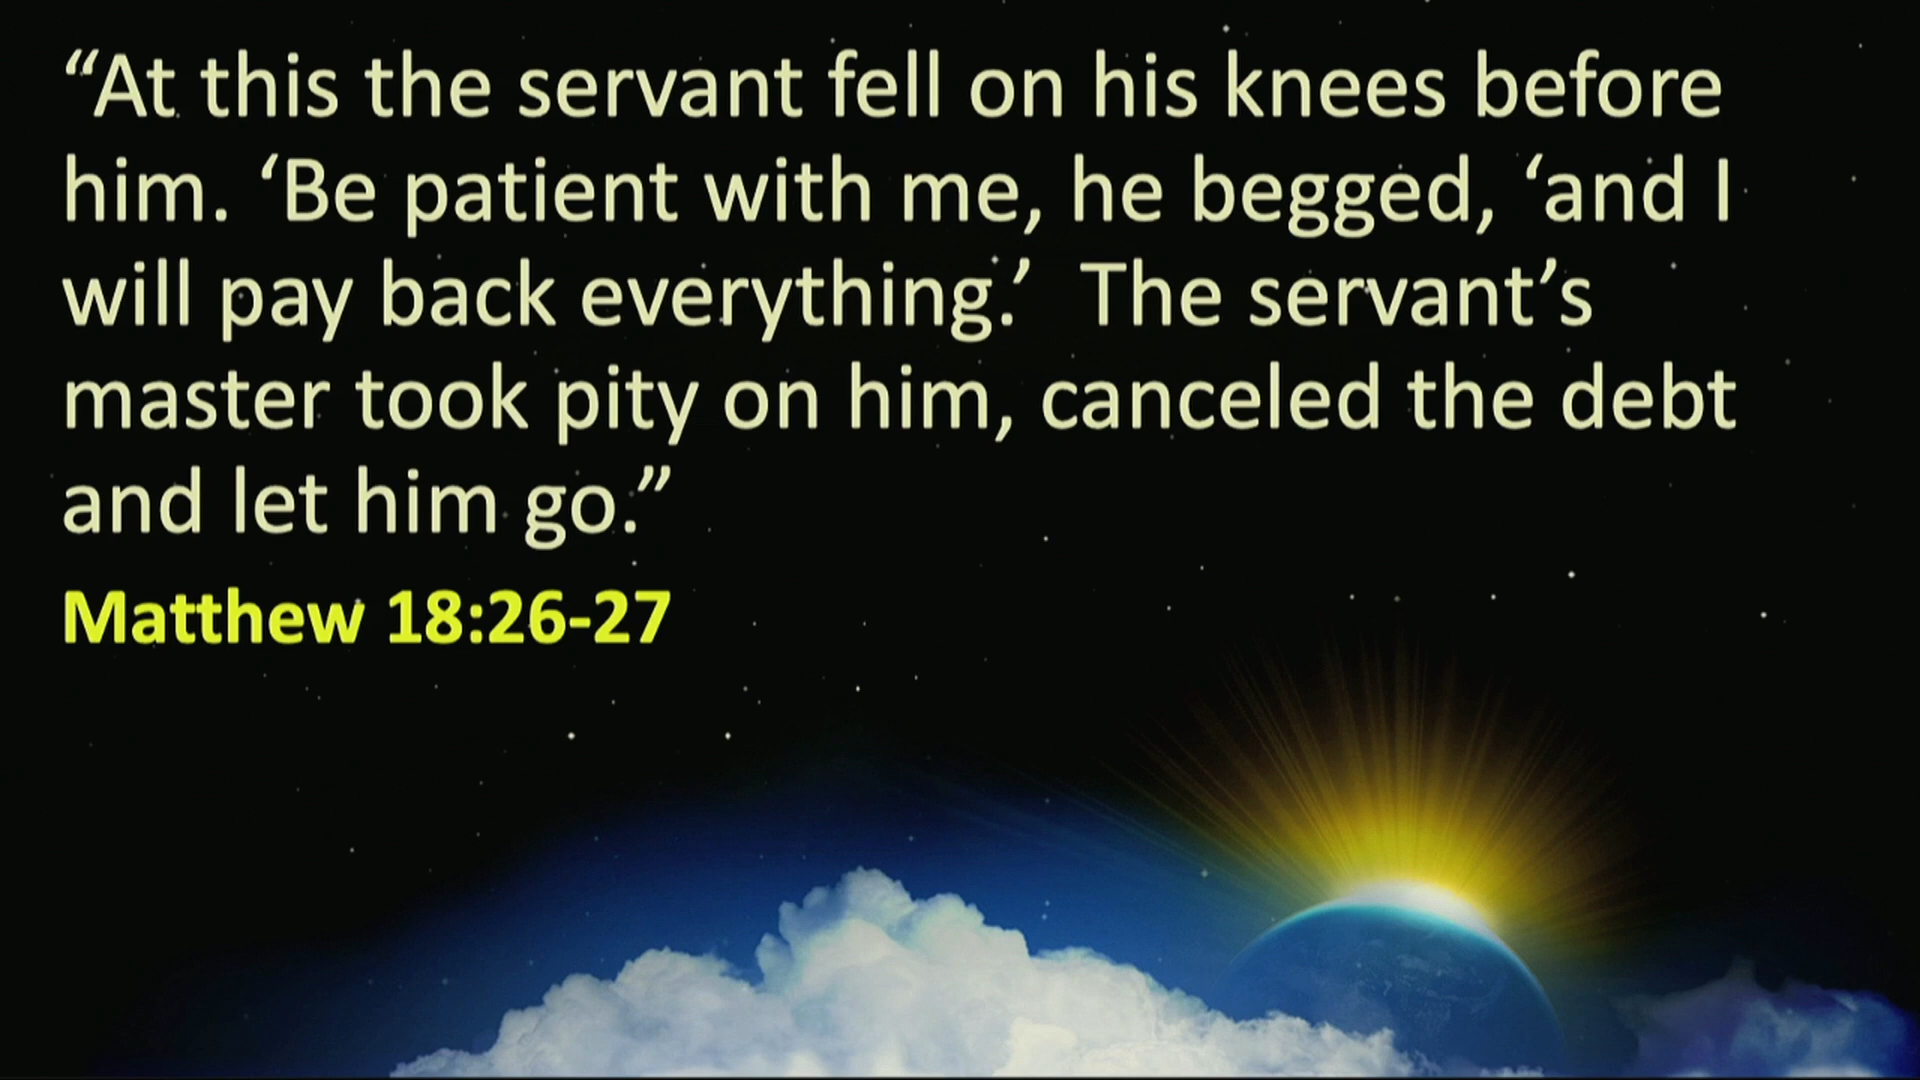 “At this the servant fell on his knees before
him. ‘Be patient with me, he begged, ‘and I
will pay back everything.’ The servant’s
master took pity on him, canceled the debt
and let him go.”
Matthew 18:26-27